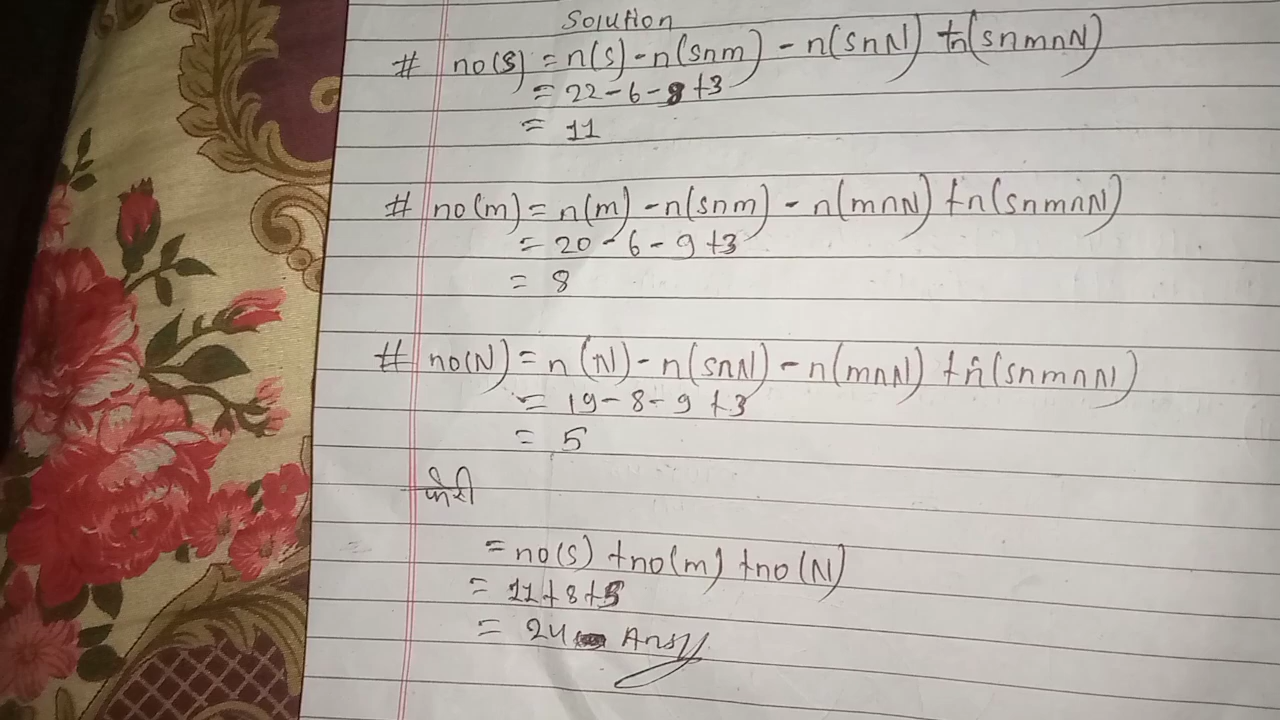 Solution
# no(S) = n(S) - n(S∩m) - n(S∩N) + n(S∩m∩N)
= 22 - 6 - 8 + 3
= 11
# no(m) = n(m) - n(S∩m) - n(m∩N) + n(S∩m∩N)
= 20 - 6 - 9 + 3
= 8
# no(N) = n(N) - n(S∩N) - n(m∩N) + n(S∩m∩N)
= 19 - 8 - 9 + 3
= 5
फेरी
= no(S) + no(m) + no(N)
= 11 + 8 + 5
= 24 Ans//